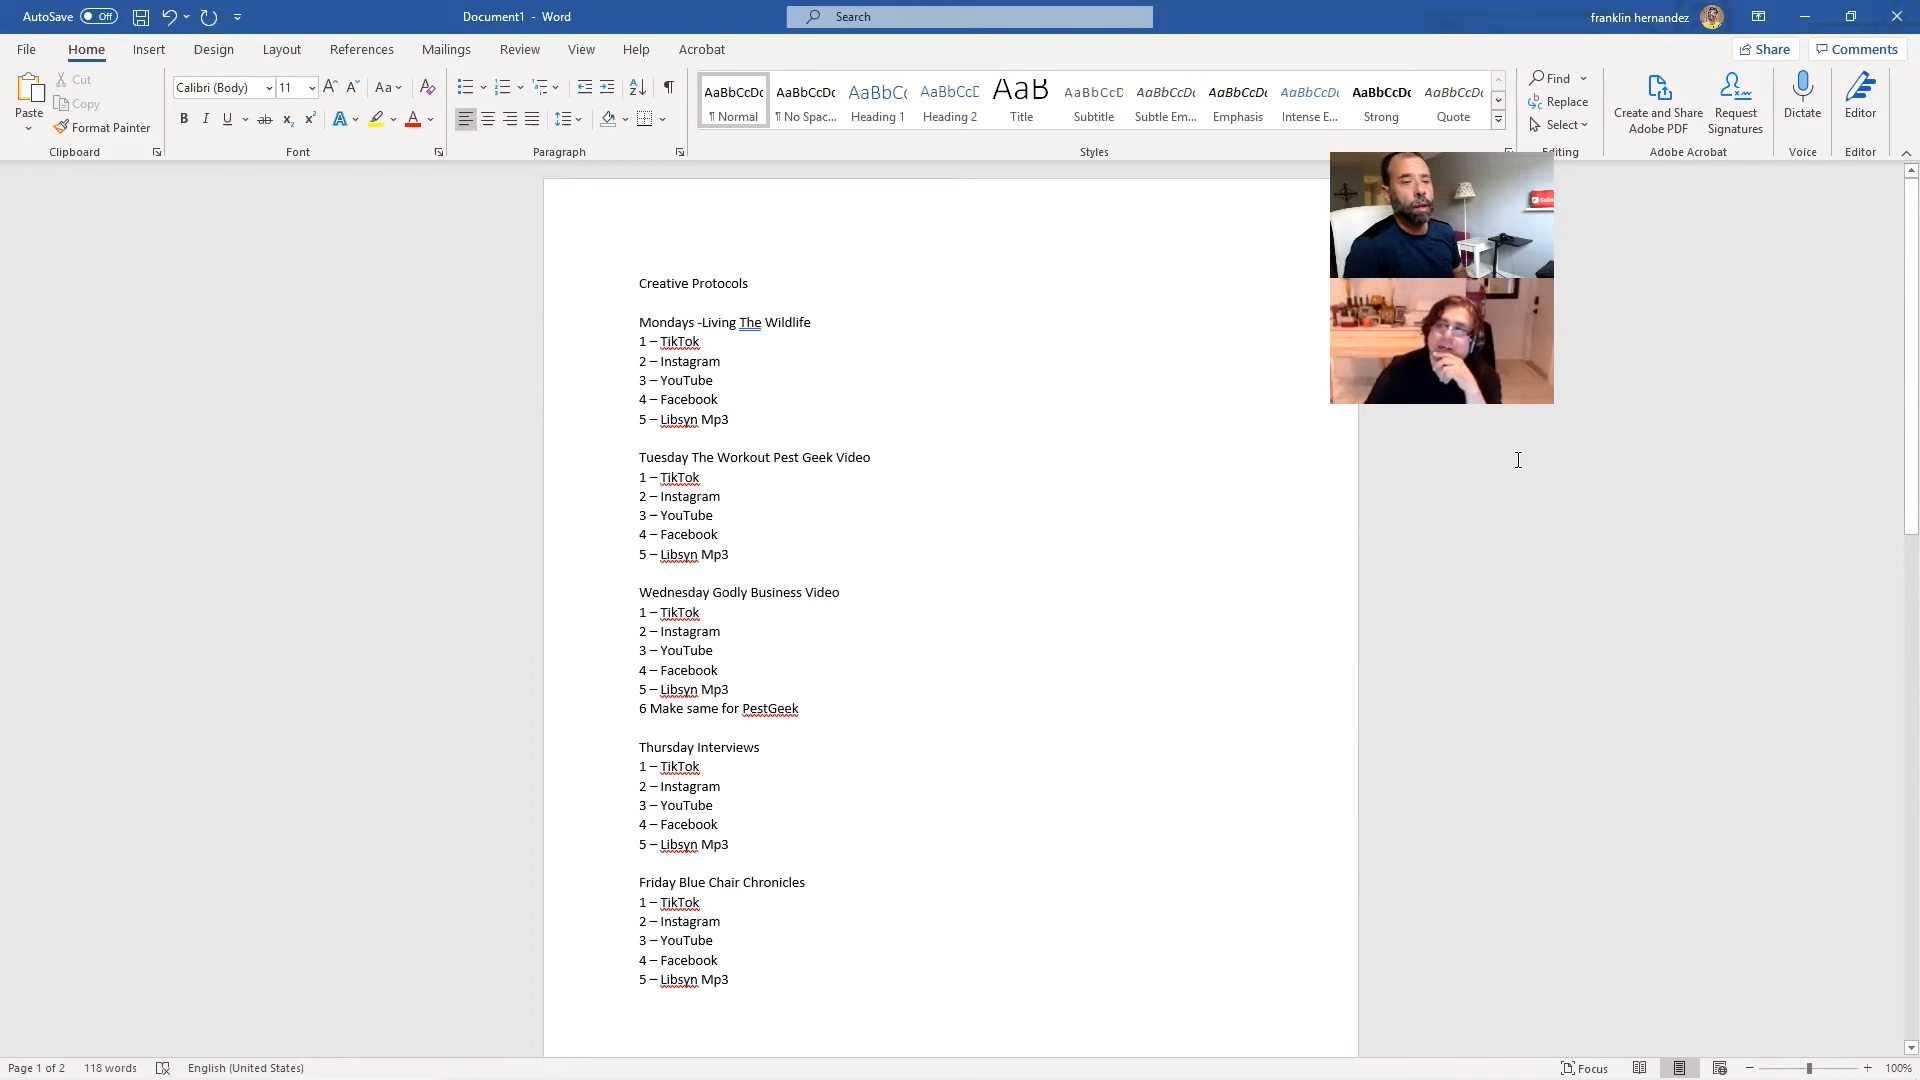 AutoSave Off
Document1 - Word
Search
franklin hernandez
File Home Insert Design Layout References Mailings Review View Help Acrobat
Share Comments
Paste
Cut
Copy
Format Painter
Clipboard
Calibri (Body) 11
Font
Paragraph
AaBbCcDc AaBbCcDc AaBbCc AaBbCcD AaB AaBbCcD AaBbCcDc AaBbCcDc AaBbCcDc AaBbCcDc AaBbCcDc
¶ Normal ¶ No Spac... Heading 1 Heading 2 Title Subtitle Subtle Em... Emphasis Intense E... Strong Quote
Styles
Find
Replace
Select
Editing
Create and Share Adobe PDF
Request Signatures
Adobe Acrobat
Dictate
Voice
Editor
Editor
Creative Protocols
Mondays -Living The Wildlife
1 – TikTok
2 – Instagram
3 – YouTube
4 – Facebook
5 – Libsyn Mp3
Tuesday The Workout Pest Geek Video
1 – TikTok
2 – Instagram
3 – YouTube
4 – Facebook
5 – Libsyn Mp3
Wednesday Godly Business Video
1 – TikTok
2 – Instagram
3 – YouTube
4 – Facebook
5 – Libsyn Mp3
6 Make same for PestGeek
Thursday Interviews
1 – TikTok
2 – Instagram
3 – YouTube
4 – Facebook
5 – Libsyn Mp3
Friday Blue Chair Chronicles
1 – TikTok
2 – Instagram
3 – YouTube
4 – Facebook
5 – Libsyn Mp3
Page 1 of 2 118 words English (United States)
Focus
100%